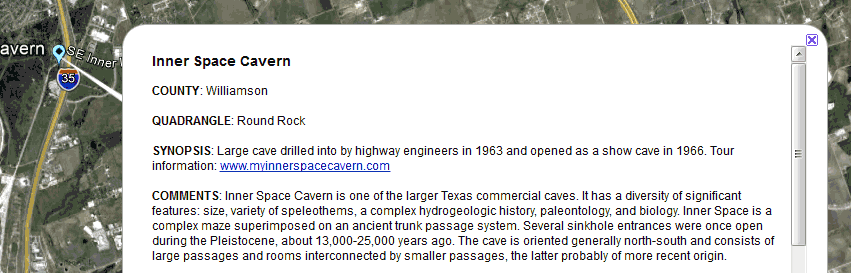 avern
SE Inner
35
Inner Space Cavern
COUNTY: Williamson
QUADRANGLE: Round Rock
SYNOPSIS: Large cave drilled into by highway engineers in 1963 and opened as a show cave in 1966. Tour
information: www.myinnerspacecavern.com
COMMENTS: Inner Space Cavern is one of the larger Texas commercial caves. It has a diversity of significant
features: size, variety of speleothems, a complex hydrogeologic history, paleontology, and biology. Inner Space is a
complex maze superimposed on an ancient trunk passage system. Several sinkhole entrances were once open
during the Pleistocene, about 13,000-25,000 years ago. The cave is oriented generally north-south and consists of
large passages and rooms interconnected by smaller passages, the latter probably of more recent origin.